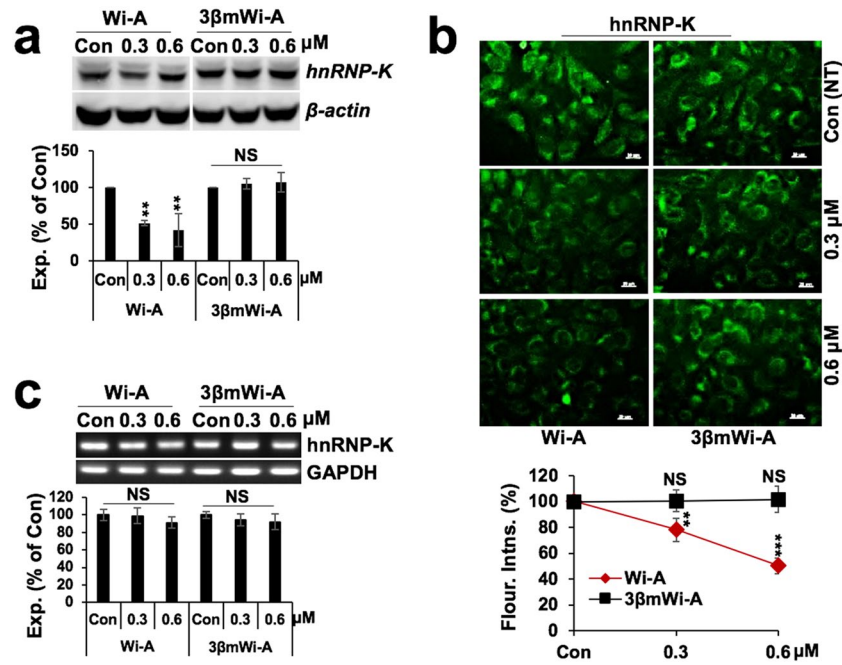 a
Wi-A 3βmWi-A
Con 0.3 0.6 Con 0.3 0.6 µM
hnRNP-K
β-actin
Exp. (% of Con)
150
100
50
0
**
**
NS
Con 0.3 0.6 Con 0.3 0.6 µM
Wi-A 3βmWi-A
b
hnRNP-K
Con (NT)
0.3 µM
0.6 µM
Wi-A 3βmWi-A
Flour. Intns. (%)
120
100
80
60
40
20
0
NS
NS
**
***
Wi-A
3βmWi-A
Con 0.3 0.6 µM
c
Wi-A 3βmWi-A
Con 0.3 0.6 Con 0.3 0.6 µM
hnRNP-K
GAPDH
Exp. (% of Con)
120
100
80
60
40
20
0
NS NS
Con 0.3 0.6 Con 0.3 0.6 µM
Wi-A 3βmWi-A